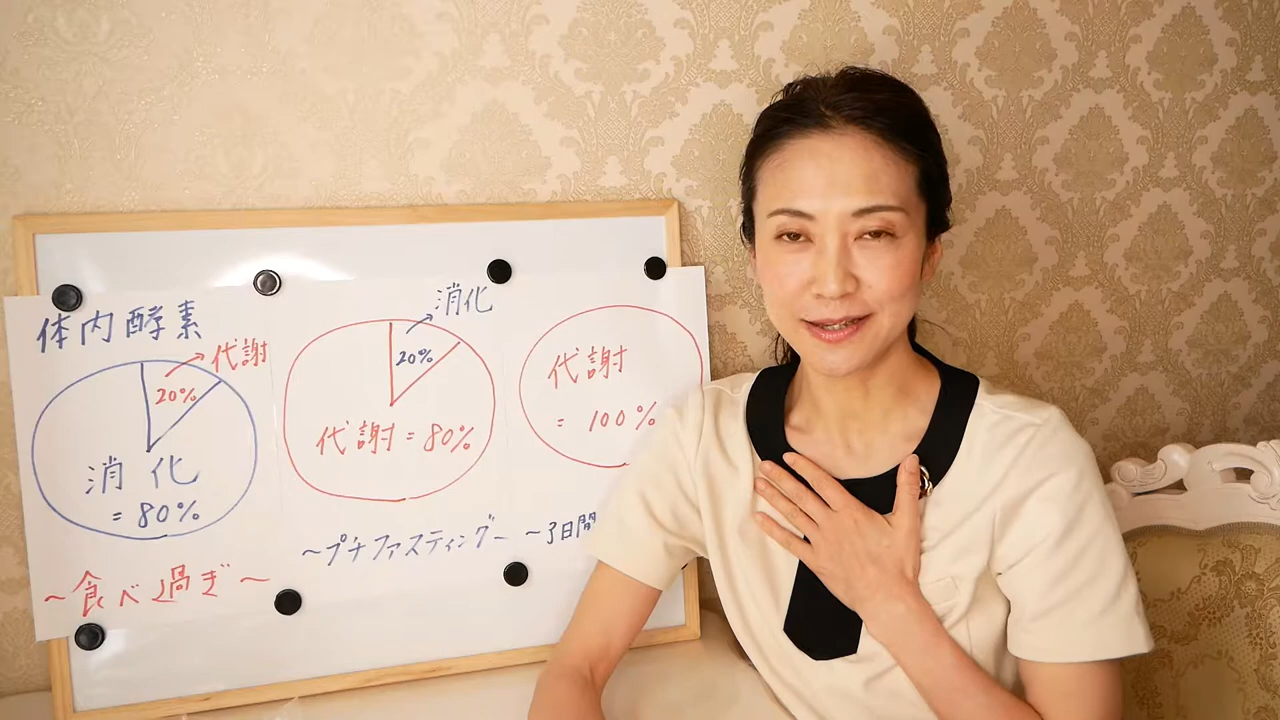 体内酵素
代謝
20%
消化
= 80%
~食べ過ぎ~
消化
20%
代謝 = 80%
~プチファスティング~
代謝
= 100%
~3日間